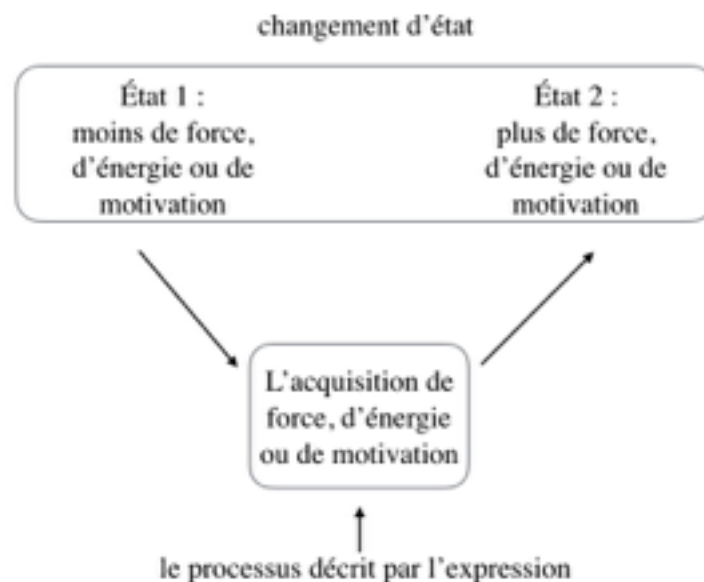 changement d'état
État 1 :
moins de force,
d'énergie ou de
motivation
État 2 :
plus de force,
d'énergie ou de
motivation
L'acquisition de
force, d'énergie
ou de motivation
le processus décrit par l'expression